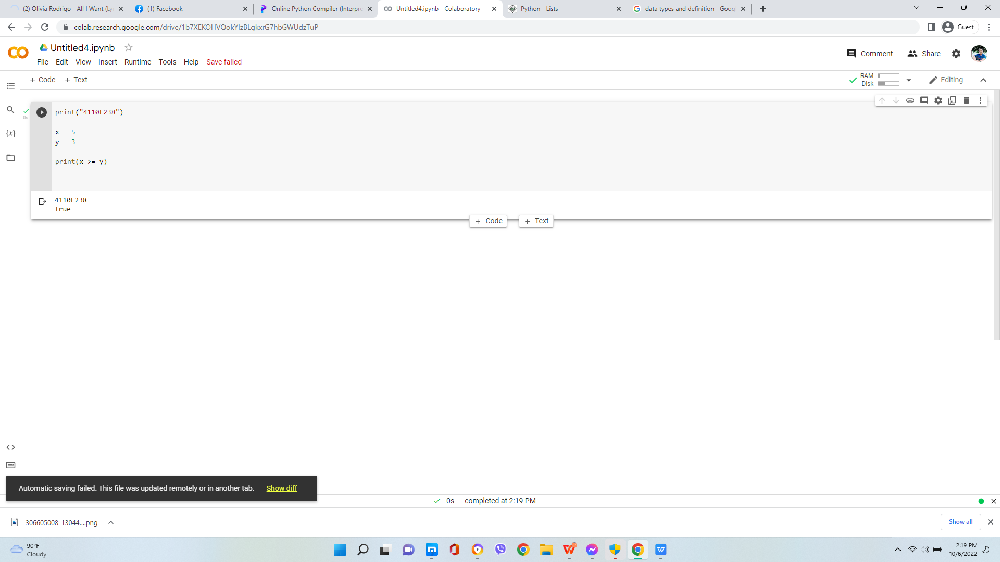 (2) Olivia Rodrigo - All I Want (Ly
(1) Facebook
Online Python Compiler (Interpre
Untitled4.ipynb - Colaboratory
Python - Lists
data types and definition - Goog
colab.research.google.com/drive/1b7XEKOHVQokYIzBLgkxrG7hbGWUdzTuP
Guest
Untitled4.ipynb
File Edit View Insert Runtime Tools Help Save failed
Comment Share
+ Code + Text
RAM
Disk
Editing
0s
print("4110E238")
x = 5
y = 3
print(x >= y)
{x}
4110E238
True
+ Code + Text
Automatic saving failed. This file was updated remotely or in another tab. Show diff
0s completed at 2:19 PM
306605008_13044....png
Show all
90°F
Cloudy
2:19 PM
10/6/2022